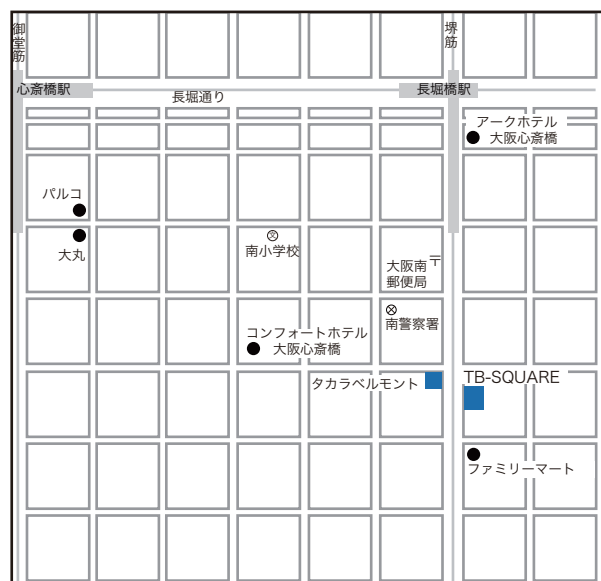 御堂筋
堺筋
心斎橋駅
長堀通り
長堀橋駅
アークホテル
大阪心斎橋
パルコ
大丸
文
南小学校
大阪南
郵便局
〒
南警察署
コンフォートホテル
大阪心斎橋
タカラベルモント
TB-SQUARE
ファミリーマート